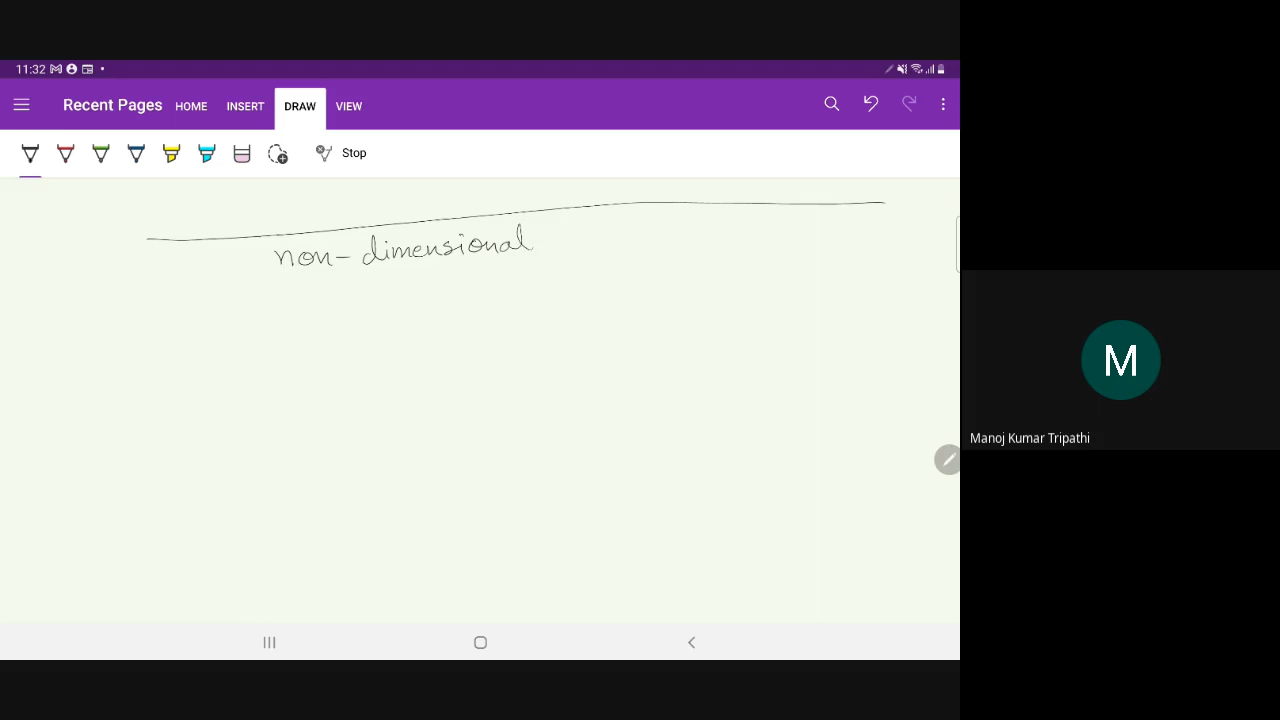 11:32
Recent Pages HOME INSERT DRAW VIEW
Stop
non-dimensional
M
Manoj Kumar Tripathi